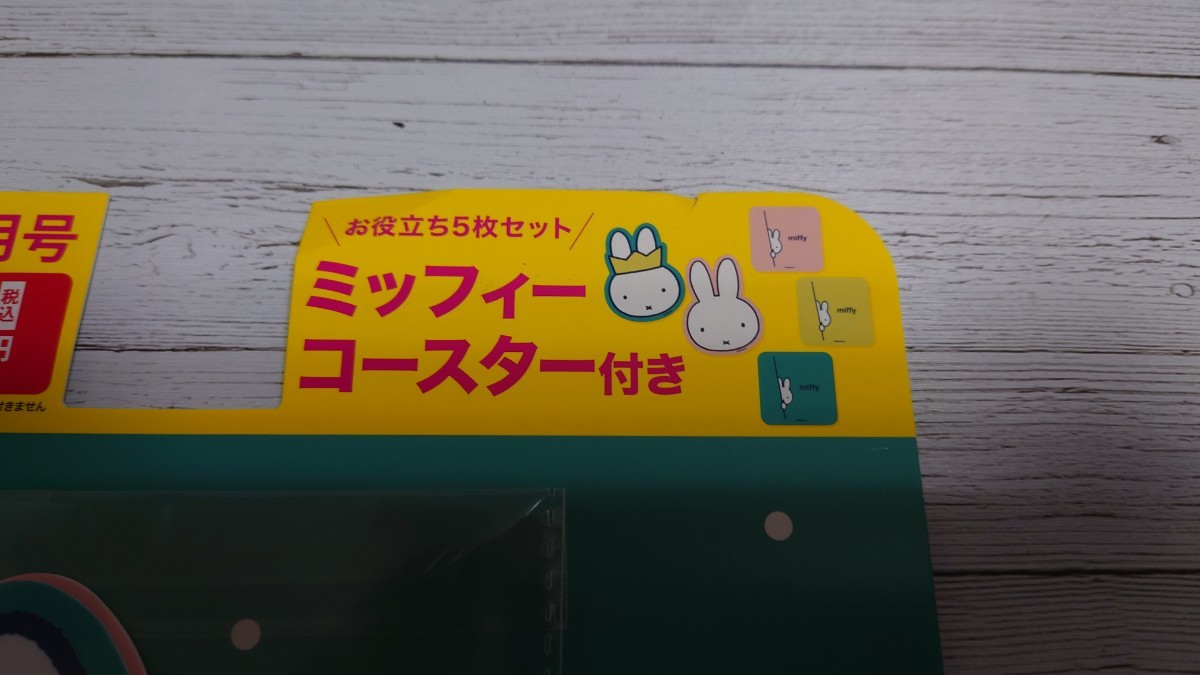 月号
税込
円
付きません
お役立ち5枚セット
ミッフィー
コースター付き
miffy
miffy
miffy